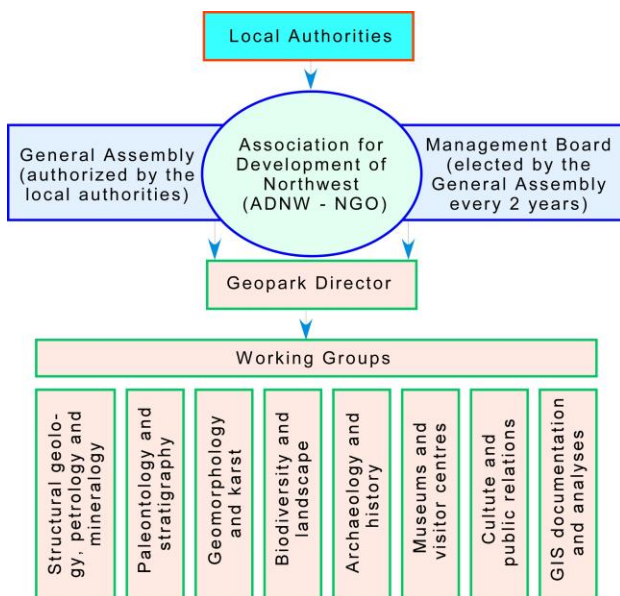 Local Authorities
General Assembly
(authorized by the
local authorities)
Association for
Development of
Northwest
(ADNW - NGO)
Management Board
(elected by the
General Assembly
every 2 years)
Geopark Director
Working Groups
Structural geolo-
gy, petrology and
mineralogy
Paleontology and
stratigraphy
Geomorphology
and karst
Biodiversity and
landscape
Archaeology and
history
Museums and
visitor centres
Cultute and
public relations
GIS documentation
and analyses